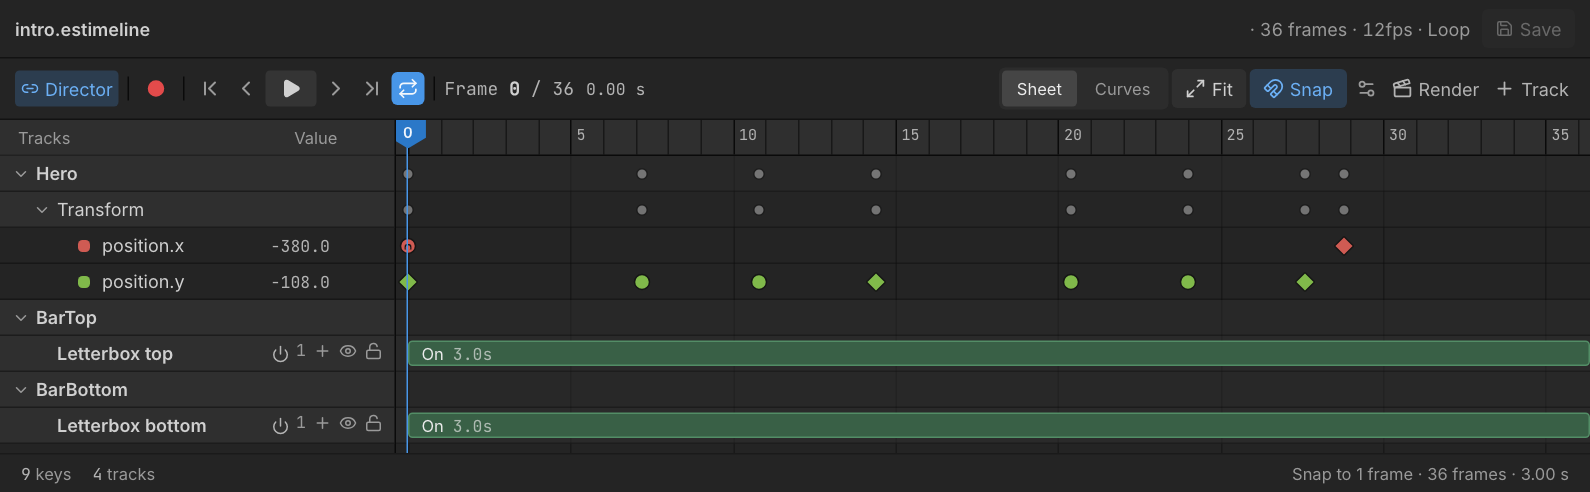 intro.estimeline
· 36 frames · 12fps · Loop Save
Director Frame 0 / 36 0.00 s Sheet Curves Fit Snap Render + Track
Tracks Value 0 5 10 15 20 25 30 35
Hero
Transform
position.x -380.0
position.y -108.0
BarTop
Letterbox top 1 + On 3.0s
BarBottom
Letterbox bottom 1 + On 3.0s
9 keys 4 tracks Snap to 1 frame · 36 frames · 3.00 s